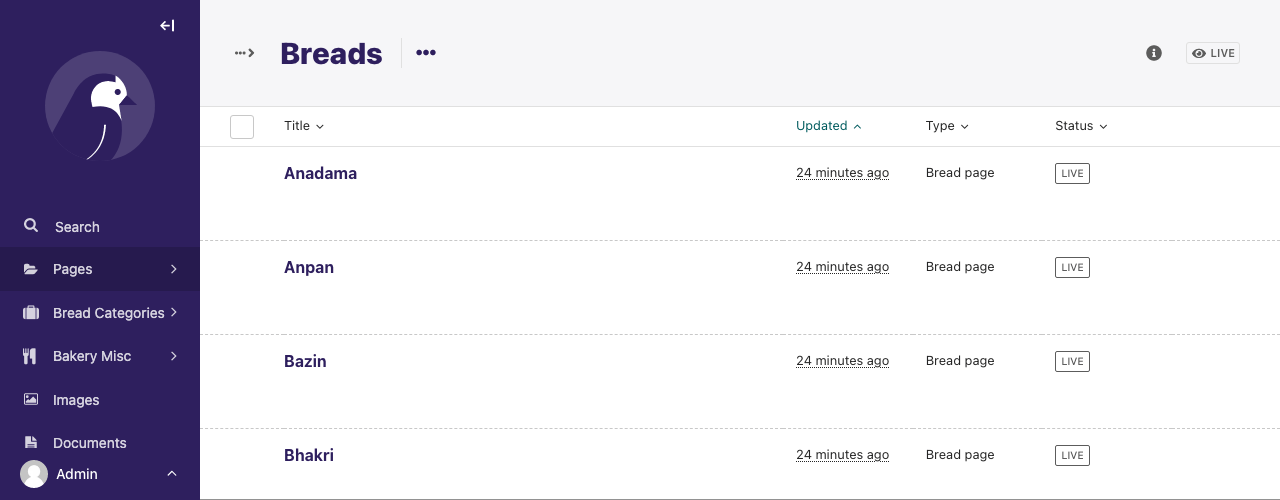 Breads
LIVE
Title Updated Type Status
Anadama 24 minutes ago Bread page LIVE
Search
Pages
Anpan 24 minutes ago Bread page LIVE
Bread Categories
Bakery Misc
Bazin 24 minutes ago Bread page LIVE
Images
Documents
Bhakri 24 minutes ago Bread page LIVE
Admin